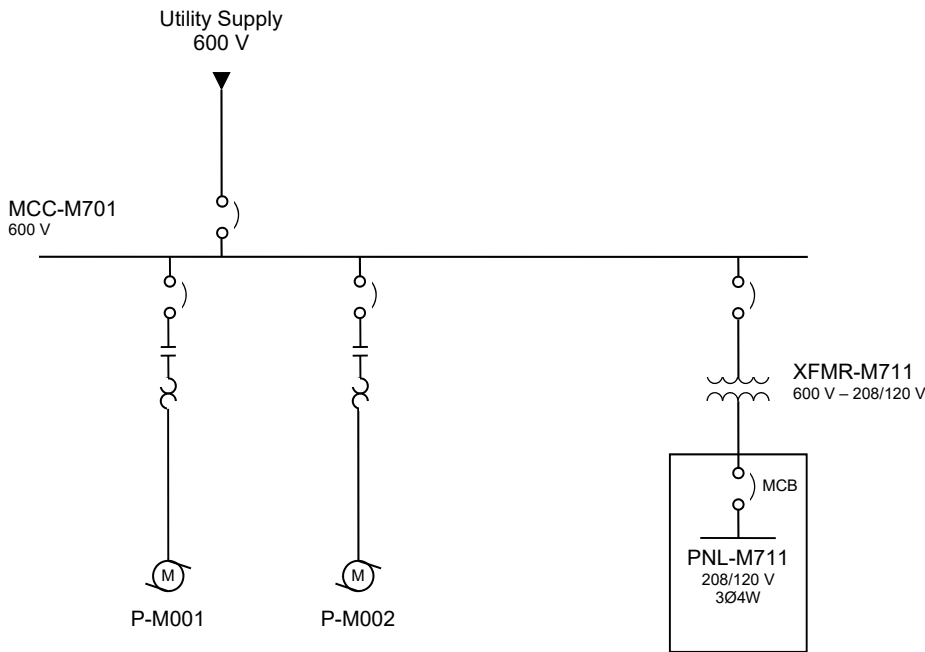 Utility Supply
600 V
MCC-M701
600 V
XFMR-M711
600 V – 208/120 V
MCB
PNL-M711
208/120 V
3Ø4W
M
M
P-M001
P-M002